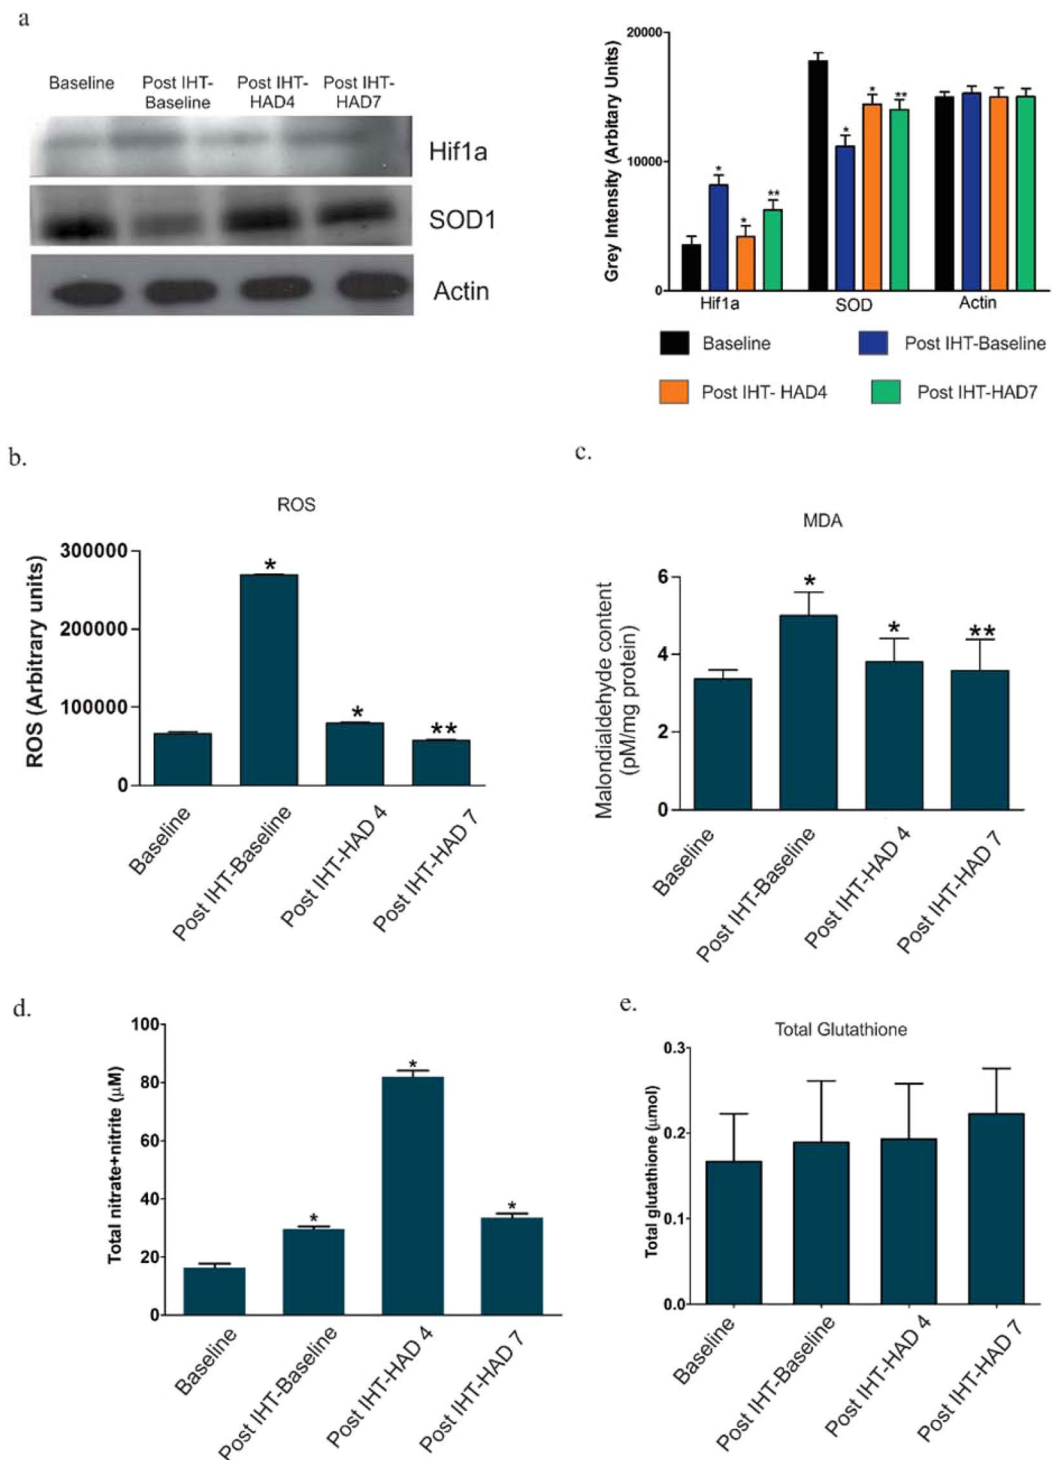 a
Baseline
Post IHT-
Baseline
Post IHT-
HAD4
Post IHT-
HAD7
Hif1a
SOD1
Actin
Grey Intensity (Arbitary Units)
20000
10000
0
*
*
**
*
*
**
Hif1a
SOD
Actin
Baseline
Post IHT-Baseline
Post IHT- HAD4
Post IHT-HAD7
b.
ROS
ROS (Arbitrary units)
300000
200000
100000
0
*
*
**
Baseline
Post IHT-Baseline
Post IHT-HAD 4
Post IHT-HAD 7
c.
MDA
Malondialdehyde content
(pM/mg protein)
6
4
2
0
*
*
**
Baseline
Post IHT-Baseline
Post IHT-HAD 4
Post IHT-HAD 7
d.
Total nitrate+nitrite (µM)
100
80
60
40
20
0
*
*
*
Baseline
Post IHT-Baseline
Post IHT-HAD 4
Post IHT-HAD 7
e.
Total Glutathione
Total glutathione (µmol)
0.3
0.2
0.1
0.0
Baseline
Post IHT-Baseline
Post IHT-HAD 4
Post IHT-HAD 7